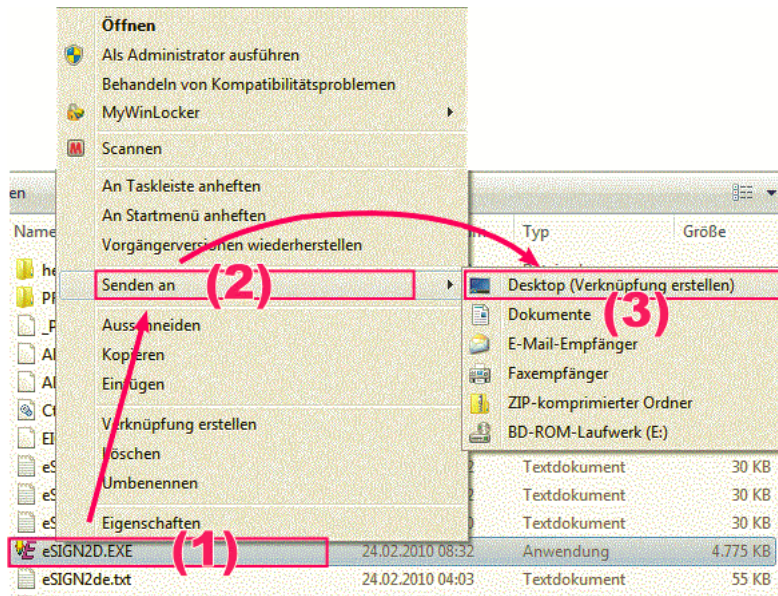 Öffnen
Als Administrator ausführen
Behandeln von Kompatibilitätsproblemen
MyWinLocker
Scannen
An Taskleiste anheften
An Startmenü anheften
Vorgängerversionen wiederherstellen
Senden an
(2)
Ausschneiden
Kopieren
Einfügen
Verknüpfung erstellen
Löschen
Umbenennen
Eigenschaften
Name
Typ
Größe
Desktop (Verknüpfung erstellen)
(3)
Dokumente
E-Mail-Empfänger
Faxempfänger
ZIP-komprimierter Ordner
BD-ROM-Laufwerk (E:)
Textdokument 30 KB
Textdokument 30 KB
Textdokument 30 KB
(1)
eSIGN2D.EXE 24.02.2010 08:32 Anwendung 4.775 KB
eSIGN2de.txt 24.02.2010 04:03 Textdokument 55 KB